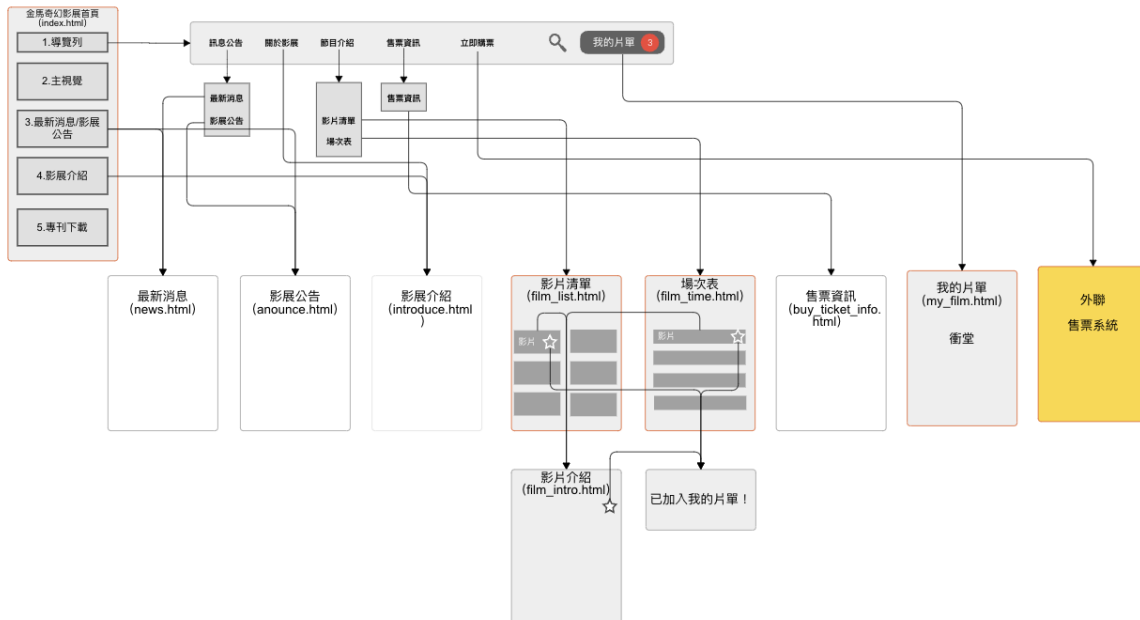 金馬奇幻影展首頁
（index.html）
1.導覽列
2.主視覺
3.最新消息/影展
公告
4.影展介紹
5.專刊下載
訊息公告
關於影展
節目介紹
售票資訊
立即購票
我的片單 3
最新消息
影展公告
影片清單
場次表
售票資訊
最新消息
（news.html）
影展公告
（anounce.html）
影展介紹
（introduce.html
）
影片清單
（film_list.html）
影片
場次表
（film_time.html）
影片
售票資訊
（buy_ticket_info.
html）
我的片單
（my_film.html）
衝堂
外聯
售票系統
影片介紹
（film_intro.html）
已加入我的片單！